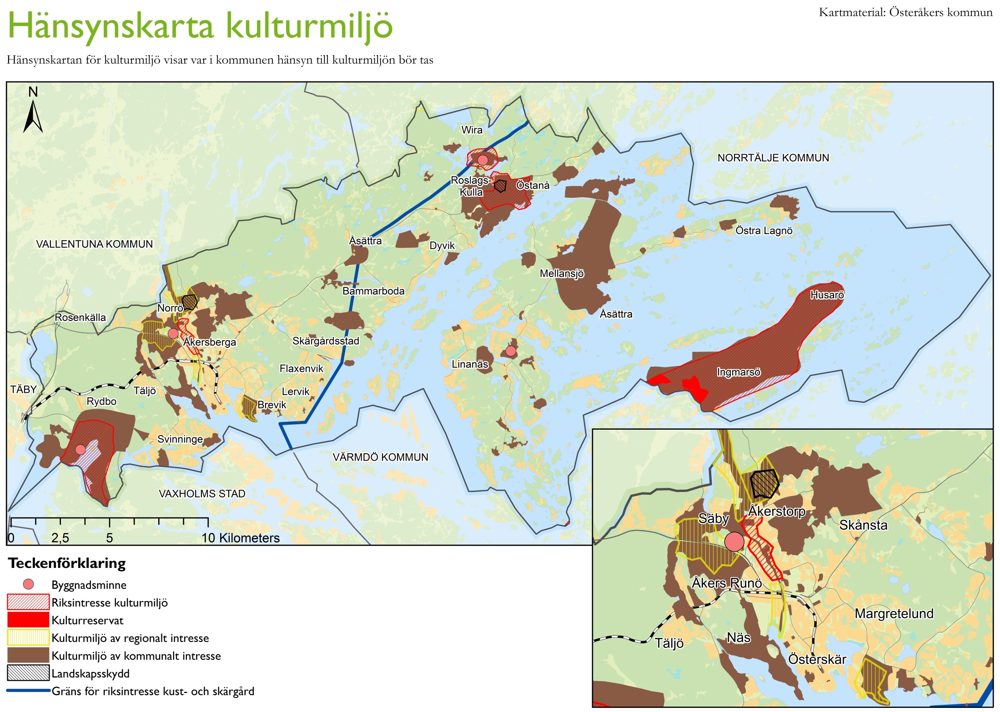 Hänsynskarta kulturmiljö
Kartmaterial: Österåkers kommun
Hänsynskartan för kulturmiljö visar var i kommunen hänsyn till kulturmiljön bör tas
N
Wira
NORRTÄLJE KOMMUN
Roslags-
Kulla
Östanå
Östra Lagnö
VALLENTUNA KOMMUN
Åsättra
Dyvik
Mellansjö
Bammarboda
Husarö
Norrö
Åsättra
Rosenkälla
Åkersberga
Skärgårdsstad
Linanäs
Flaxenvik
Ingmarsö
TÄBY
Täljö
Lervik
Rydbo
Brevik
Svinninge
VÄRMDÖ KOMMUN
VAXHOLMS STAD
0
2,5
5
10 Kilometers
Säby
Åkerstorp
Skånsta
Åkers Runö
Margretelund
Näs
Täljö
Österskär
Teckenförklaring
Byggnadsminne
Riksintresse kulturmiljö
Kulturreservat
Kulturmiljö av regionalt intresse
Kulturmiljö av kommunalt intresse
Landskapsskydd
Gräns för riksintresse kust- och skärgård